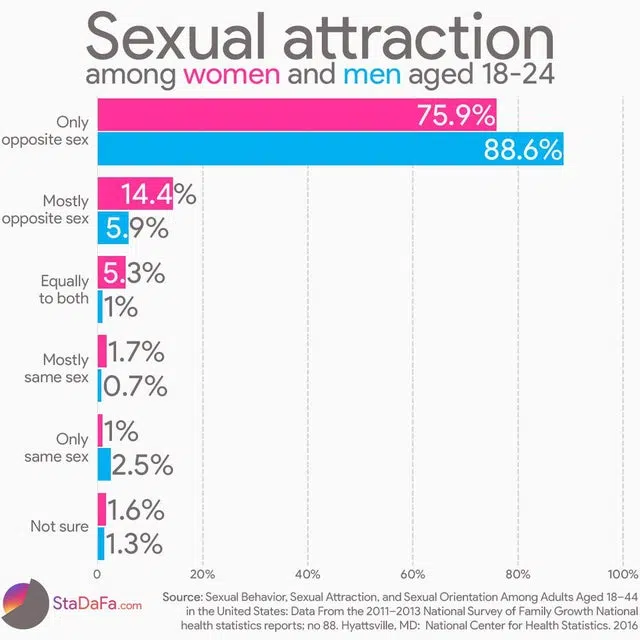 Sexual attraction
among women and men aged 18-24
Only
opposite sex
75.9%
88.6%
Mostly
opposite sex
14.4%
5.9%
Equally
to both
5.3%
1%
Mostly
same sex
1.7%
0.7%
Only
same sex
1%
2.5%
Not sure
1.6%
1.3%
0 20% 40% 60% 80% 100%
StaDaFa.com
Source: Sexual Behavior, Sexual Attraction, and Sexual Orientation Among Adults Aged 18–44
in the United States: Data From the 2011–2013 National Survey of Family Growth National
health statistics reports; no 88. Hyattsville, MD: National Center for Health Statistics. 2016